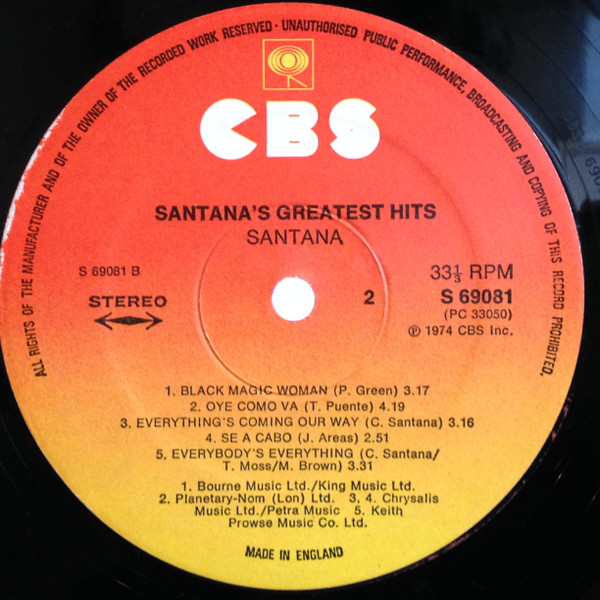 ALL RIGHTS OF THE MANUFACTURER AND OF THE OWNER OF THE RECORDED WORK RESERVED · UNAUTHORISED PUBLIC PERFORMANCE, BROADCASTING AND COPYING OF THIS RECORD PROHIBITED.
CBS
SANTANA'S GREATEST HITS
SANTANA
S 69081 B
33⅓ RPM
STEREO
2
S 69081
(PC 33050)
℗ 1974 CBS Inc.
1. BLACK MAGIC WOMAN (P. Green) 3.17
2. OYE COMO VA (T. Puente) 4.19
3. EVERYTHING'S COMING OUR WAY (C. Santana) 3.16
4. SE A CABO (J. Areas) 2.51
5. EVERYBODY'S EVERYTHING (C. Santana/
T. Moss/M. Brown) 3.31
1. Bourne Music Ltd./King Music Ltd.
2. Planetary-Nom (Lon) Ltd. 3, 4. Chrysalis
Music Ltd./Petra Music 5. Keith
Prowse Music Co. Ltd.
MADE IN ENGLAND